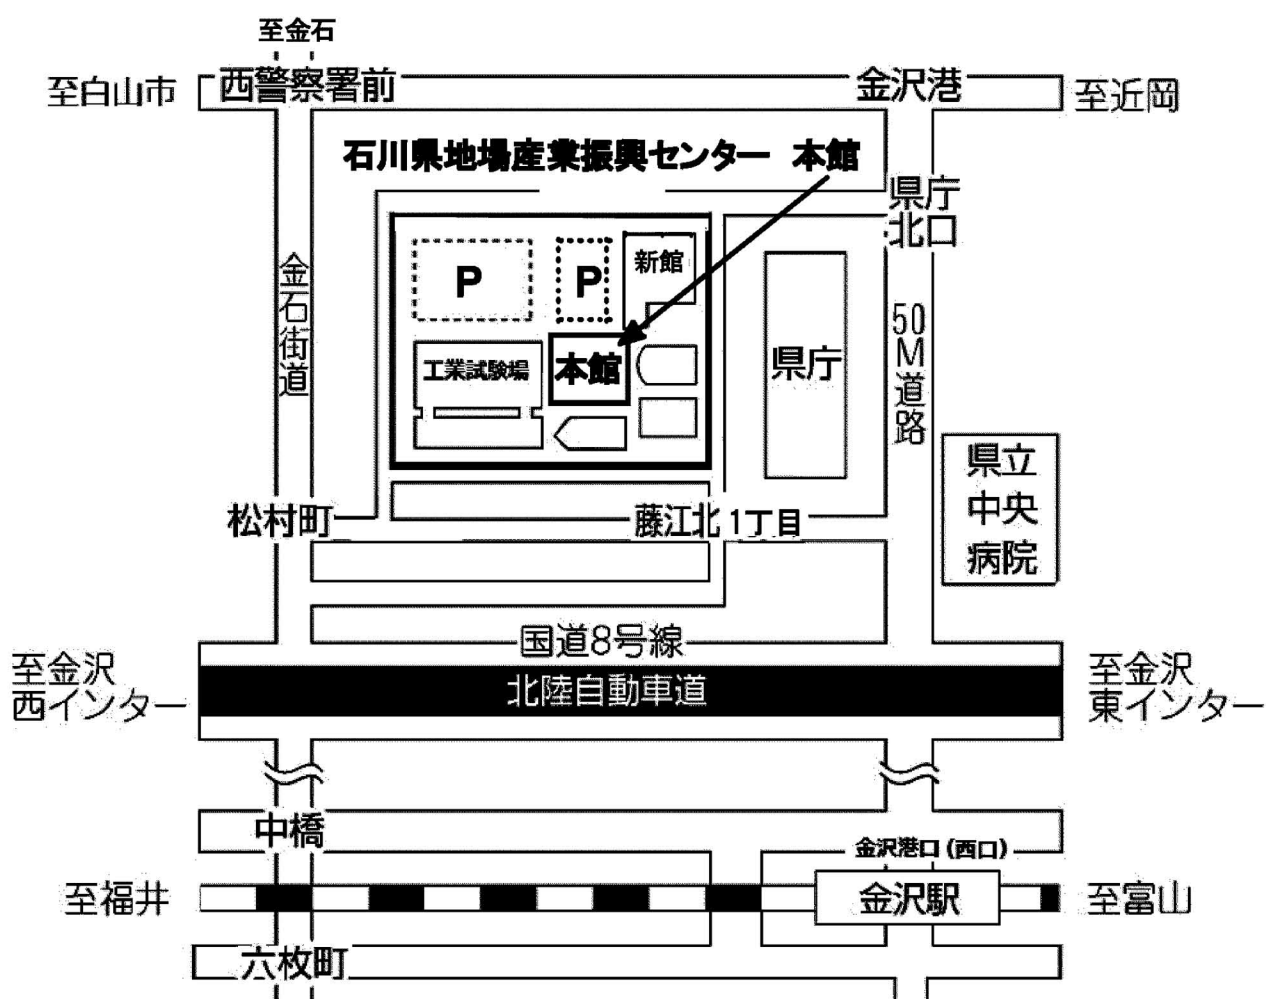 至金石
至白山市
西警察署前
金沢港
至近岡
石川県地場産業振興センター 本館
県庁
北口
金石街道
P
P
新館
50M道路
工業試験場
本館
県庁
県立
中央
病院
松村町
藤江北1丁目
国道8号線
至金沢
西インター
北陸自動車道
至金沢
東インター
中橋
金沢港口(西口)
至福井
金沢駅
至富山
六枚町